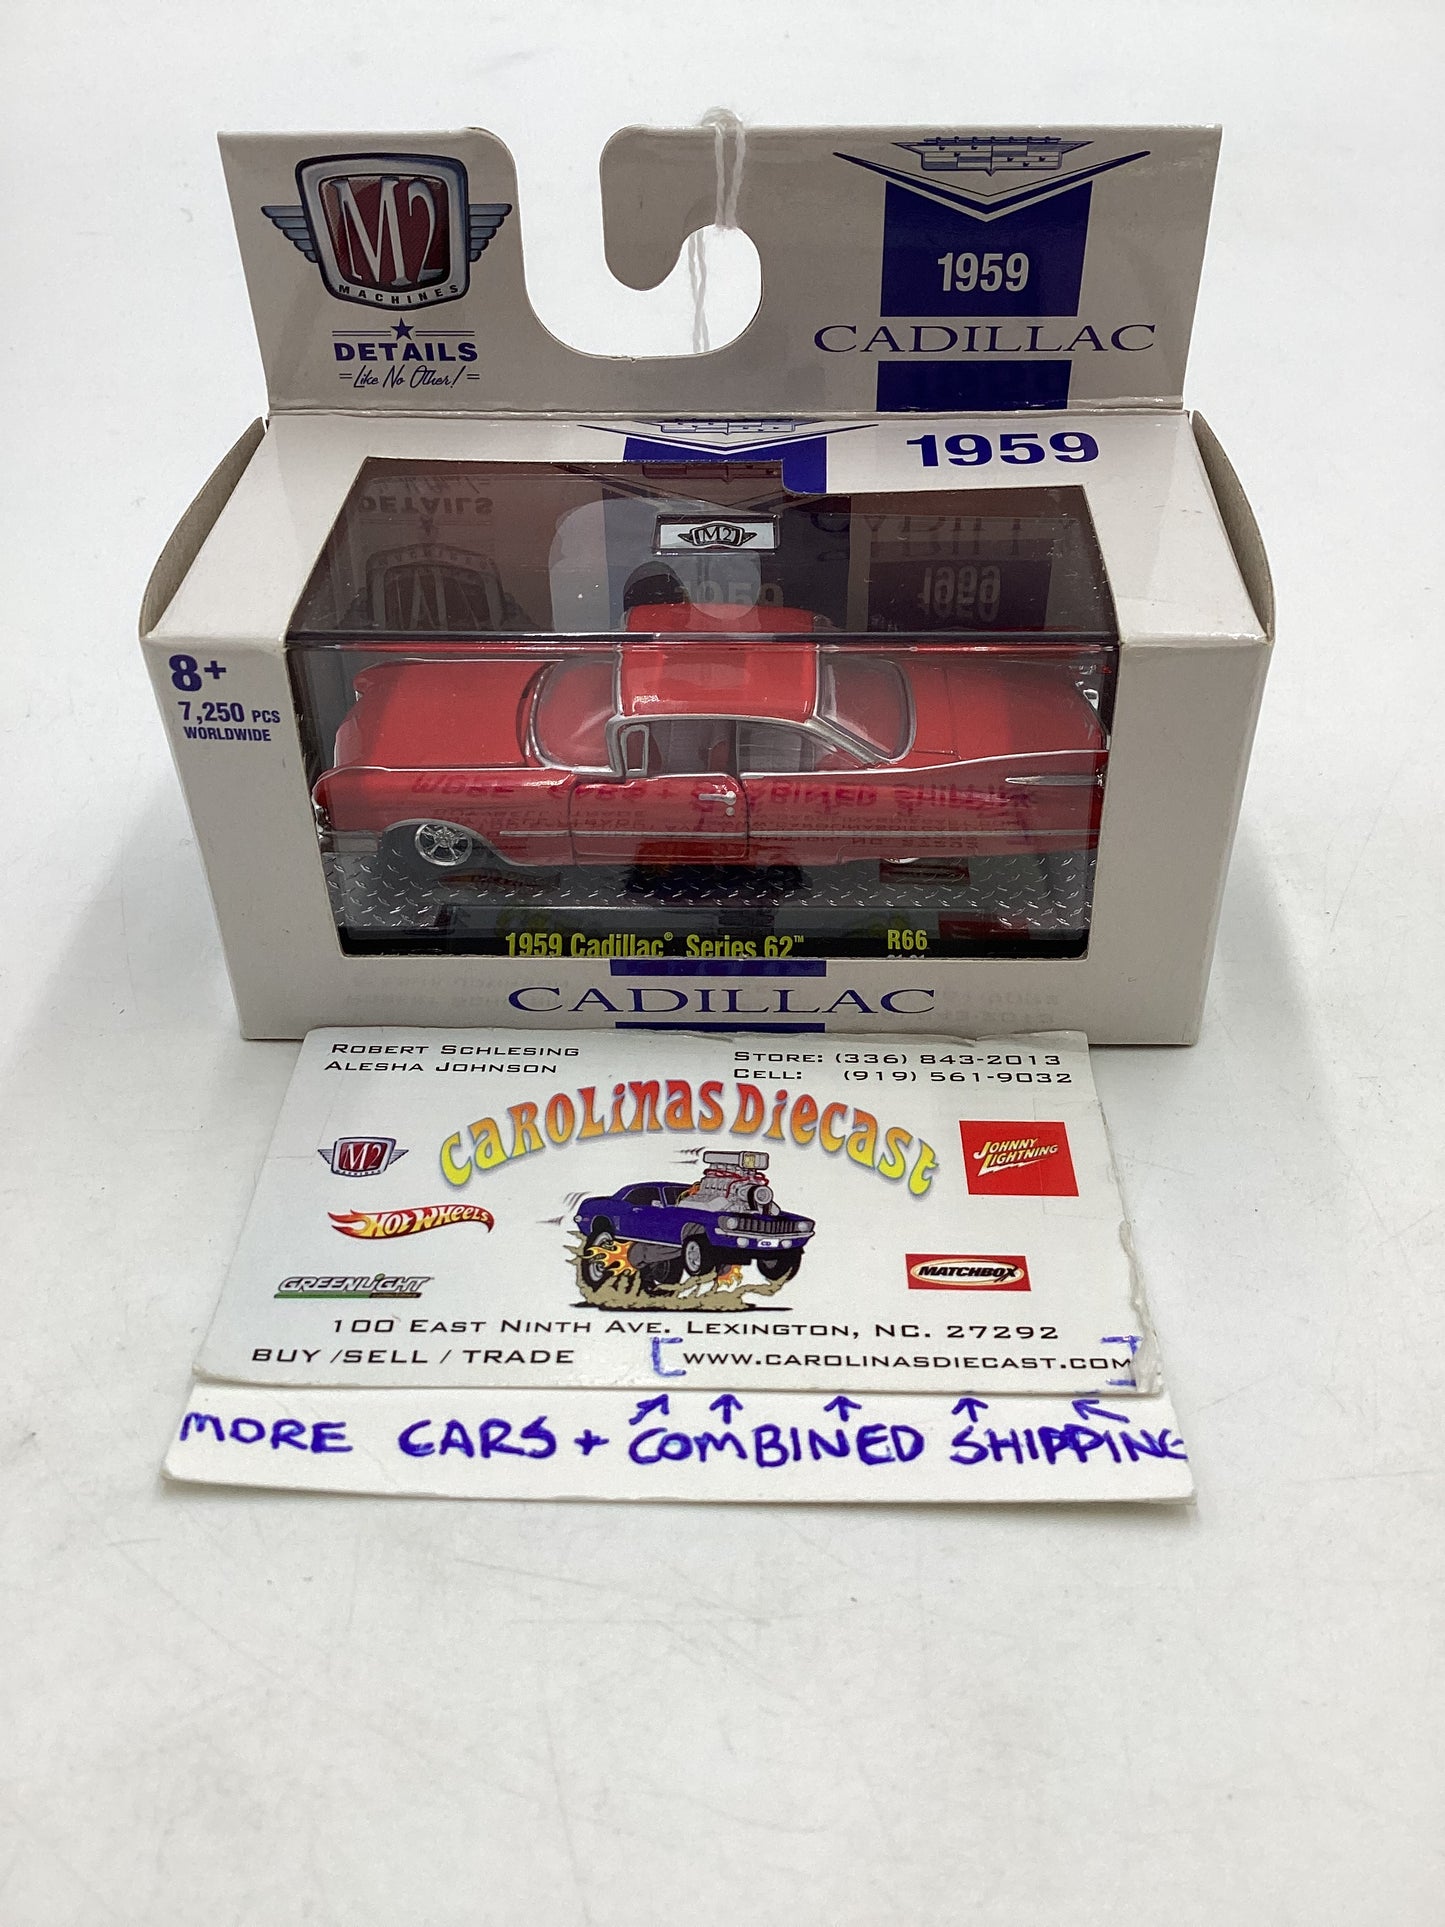 M2
MACHINES
DETAILS
Like No Other!
1959
CADILLAC
1959
M2
1959
8+
7,250 PCS
WORLDWIDE
1959 Cadillac® Series 62™ R66
CADILLAC
ROBERT SCHLESING
ALESHA JOHNSON
STORE: (336) 843-2013
CELL: (919) 561-9032
CAROLINAS DIECAST
M2
HOT WHEELS
GREENLIGHT
JOHNNY
LIGHTNING
MATCHBOX
100 EAST NINTH AVE. LEXINGTON, NC. 27292
BUY /SELL / TRADE [WWW.CAROLINASDIECAST.COM]
MORE CARS + COMBINED SHIPPING